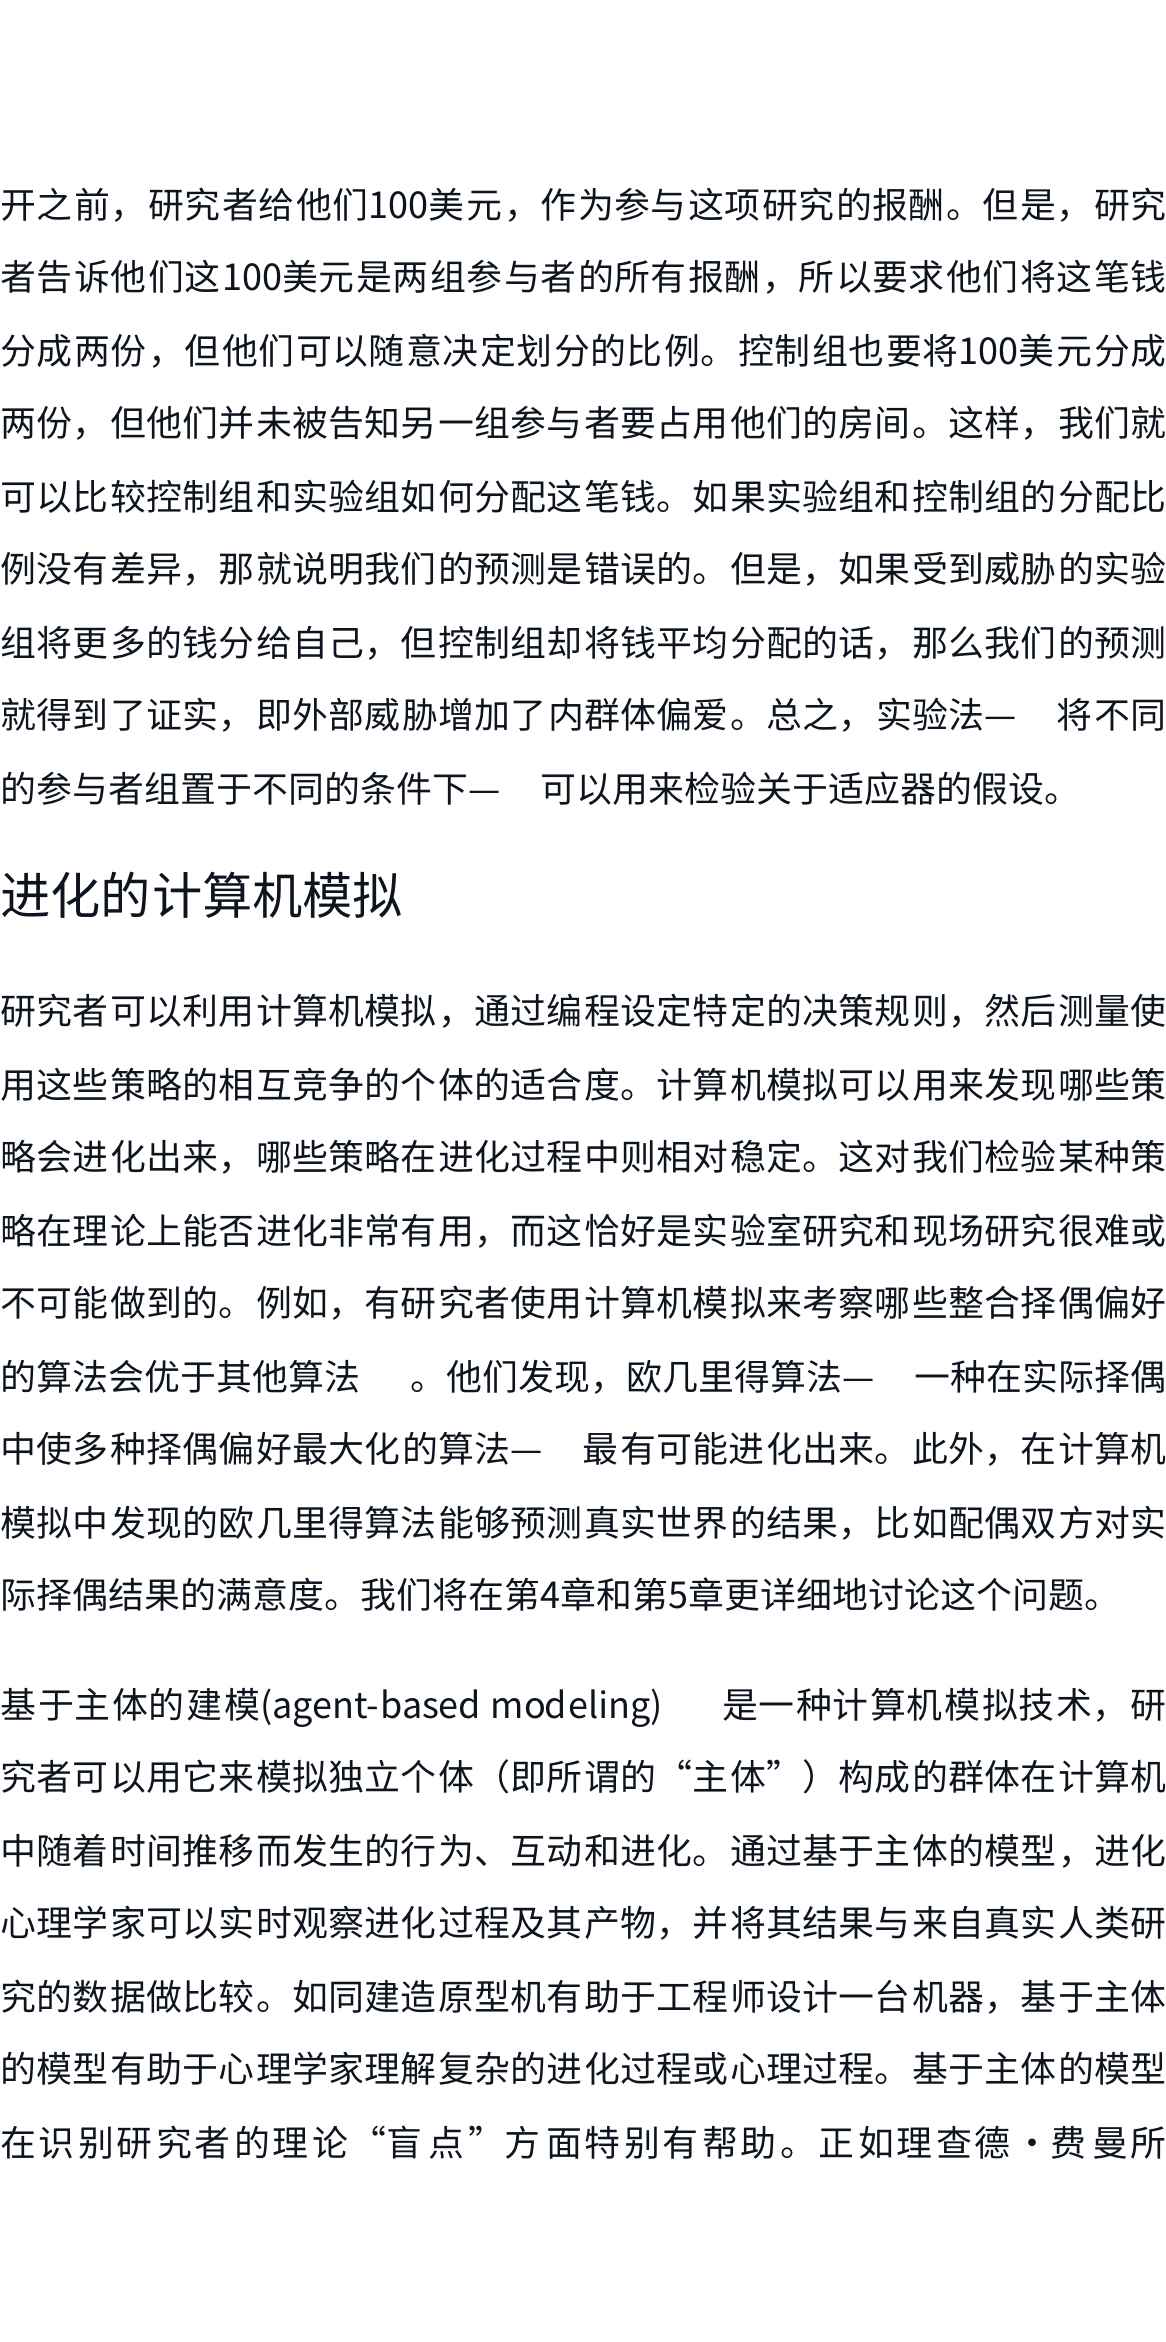 开之前，研究者给他们100美元，作为参与这项研究的报酬。但是，研究
者告诉他们这100美元是两组参与者的所有报酬，所以要求他们将这笔钱
分成两份，但他们可以随意决定划分的比例。控制组也要将100美元分成
两份，但他们并未被告知另一组参与者要占用他们的房间。这样，我们就
可以比较控制组和实验组如何分配这笔钱。如果实验组和控制组的分配比
例没有差异，那就说明我们的预测是错误的。但是，如果受到威胁的实验
组将更多的钱分给自己，但控制组却将钱平均分配的话，那么我们的预测
就得到了证实，即外部威胁增加了内群体偏爱。总之，实验法— 将不同
的参与者组置于不同的条件下— 可以用来检验关于适应器的假设。
进化的计算机模拟
研究者可以利用计算机模拟，通过编程设定特定的决策规则，然后测量使
用这些策略的相互竞争的个体的适合度。计算机模拟可以用来发现哪些策
略会进化出来，哪些策略在进化过程中则相对稳定。这对我们检验某种策
略在理论上能否进化非常有用，而这恰好是实验室研究和现场研究很难或
不可能做到的。例如，有研究者使用计算机模拟来考察哪些整合择偶偏好
的算法会优于其他算法 。他们发现，欧几里得算法— 一种在实际择偶
中使多种择偶偏好最大化的算法— 最有可能进化出来。此外，在计算机
模拟中发现的欧几里得算法能够预测真实世界的结果，比如配偶双方对实
际择偶结果的满意度。我们将在第4章和第5章更详细地讨论这个问题。
基于主体的建模(agent-based modeling) 是一种计算机模拟技术，研
究者可以用它来模拟独立个体（即所谓的“主体”）构成的群体在计算机
中随着时间推移而发生的行为、互动和进化。通过基于主体的模型，进化
心理学家可以实时观察进化过程及其产物，并将其结果与来自真实人类研
究的数据做比较。如同建造原型机有助于工程师设计一台机器，基于主体
的模型有助于心理学家理解复杂的进化过程或心理过程。基于主体的模型
在识别研究者的理论“盲点”方面特别有帮助。正如理查德·费曼所